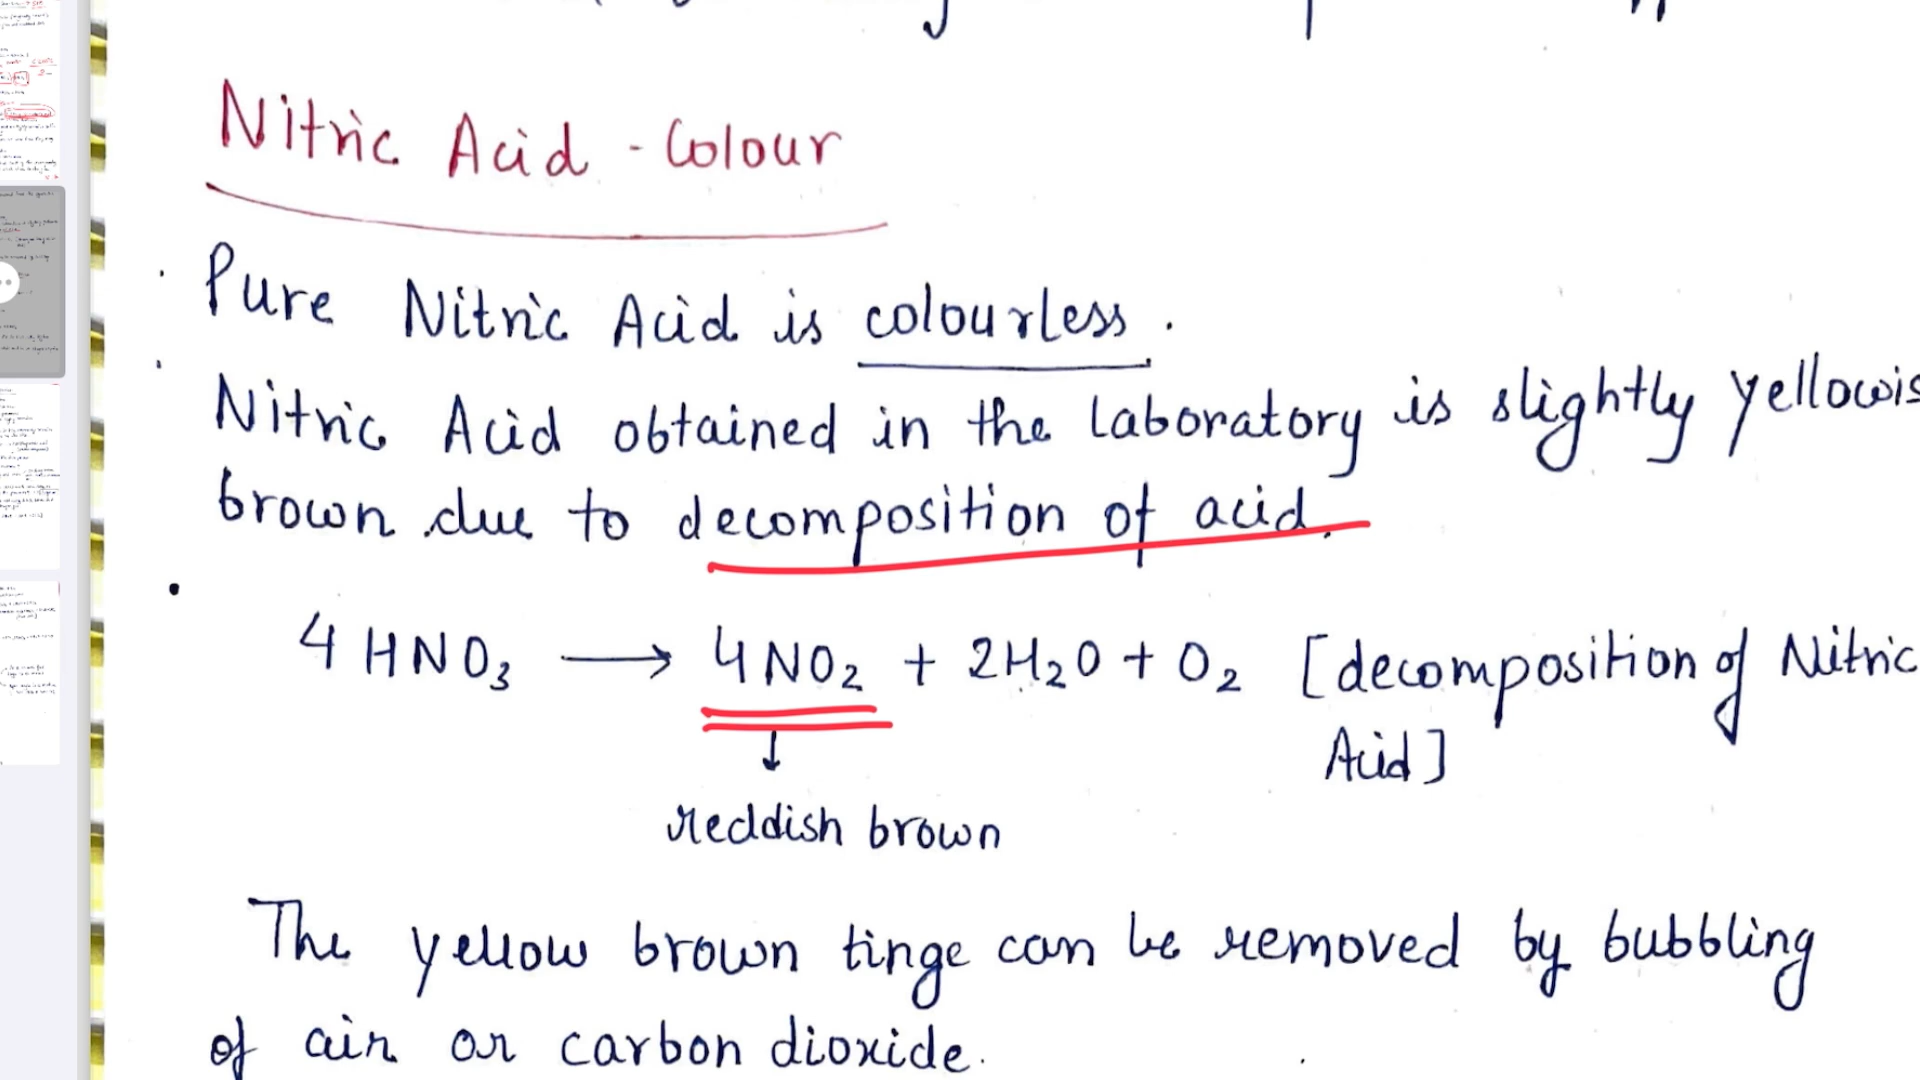 Nitric Acid - Colour
· Pure Nitric Acid is colourless.
· Nitric Acid obtained in the laboratory is slightly yellowis
brown due to decomposition of acid.
• 4 HNO₃ ⟶ 4NO₂ + 2H₂O + O₂ [decomposition of Nitric
Acid]
↓
reddish brown
The yellow brown tinge can be removed by bubbling
of air or carbon dioxide.